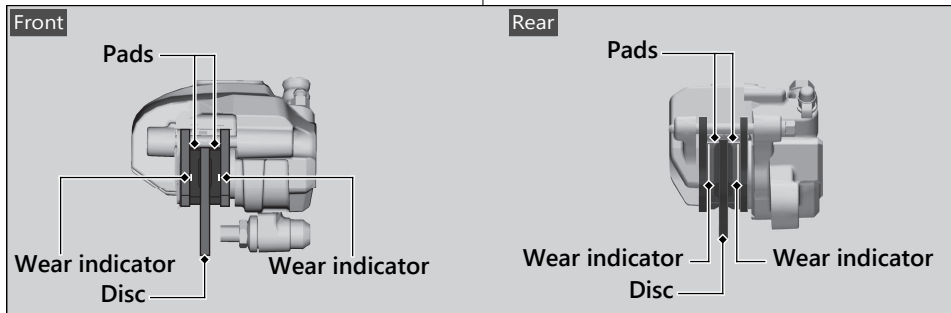 Front
Pads
Wear indicator
Wear indicator
Disc
Rear
Pads
Wear indicator
Wear indicator
Disc